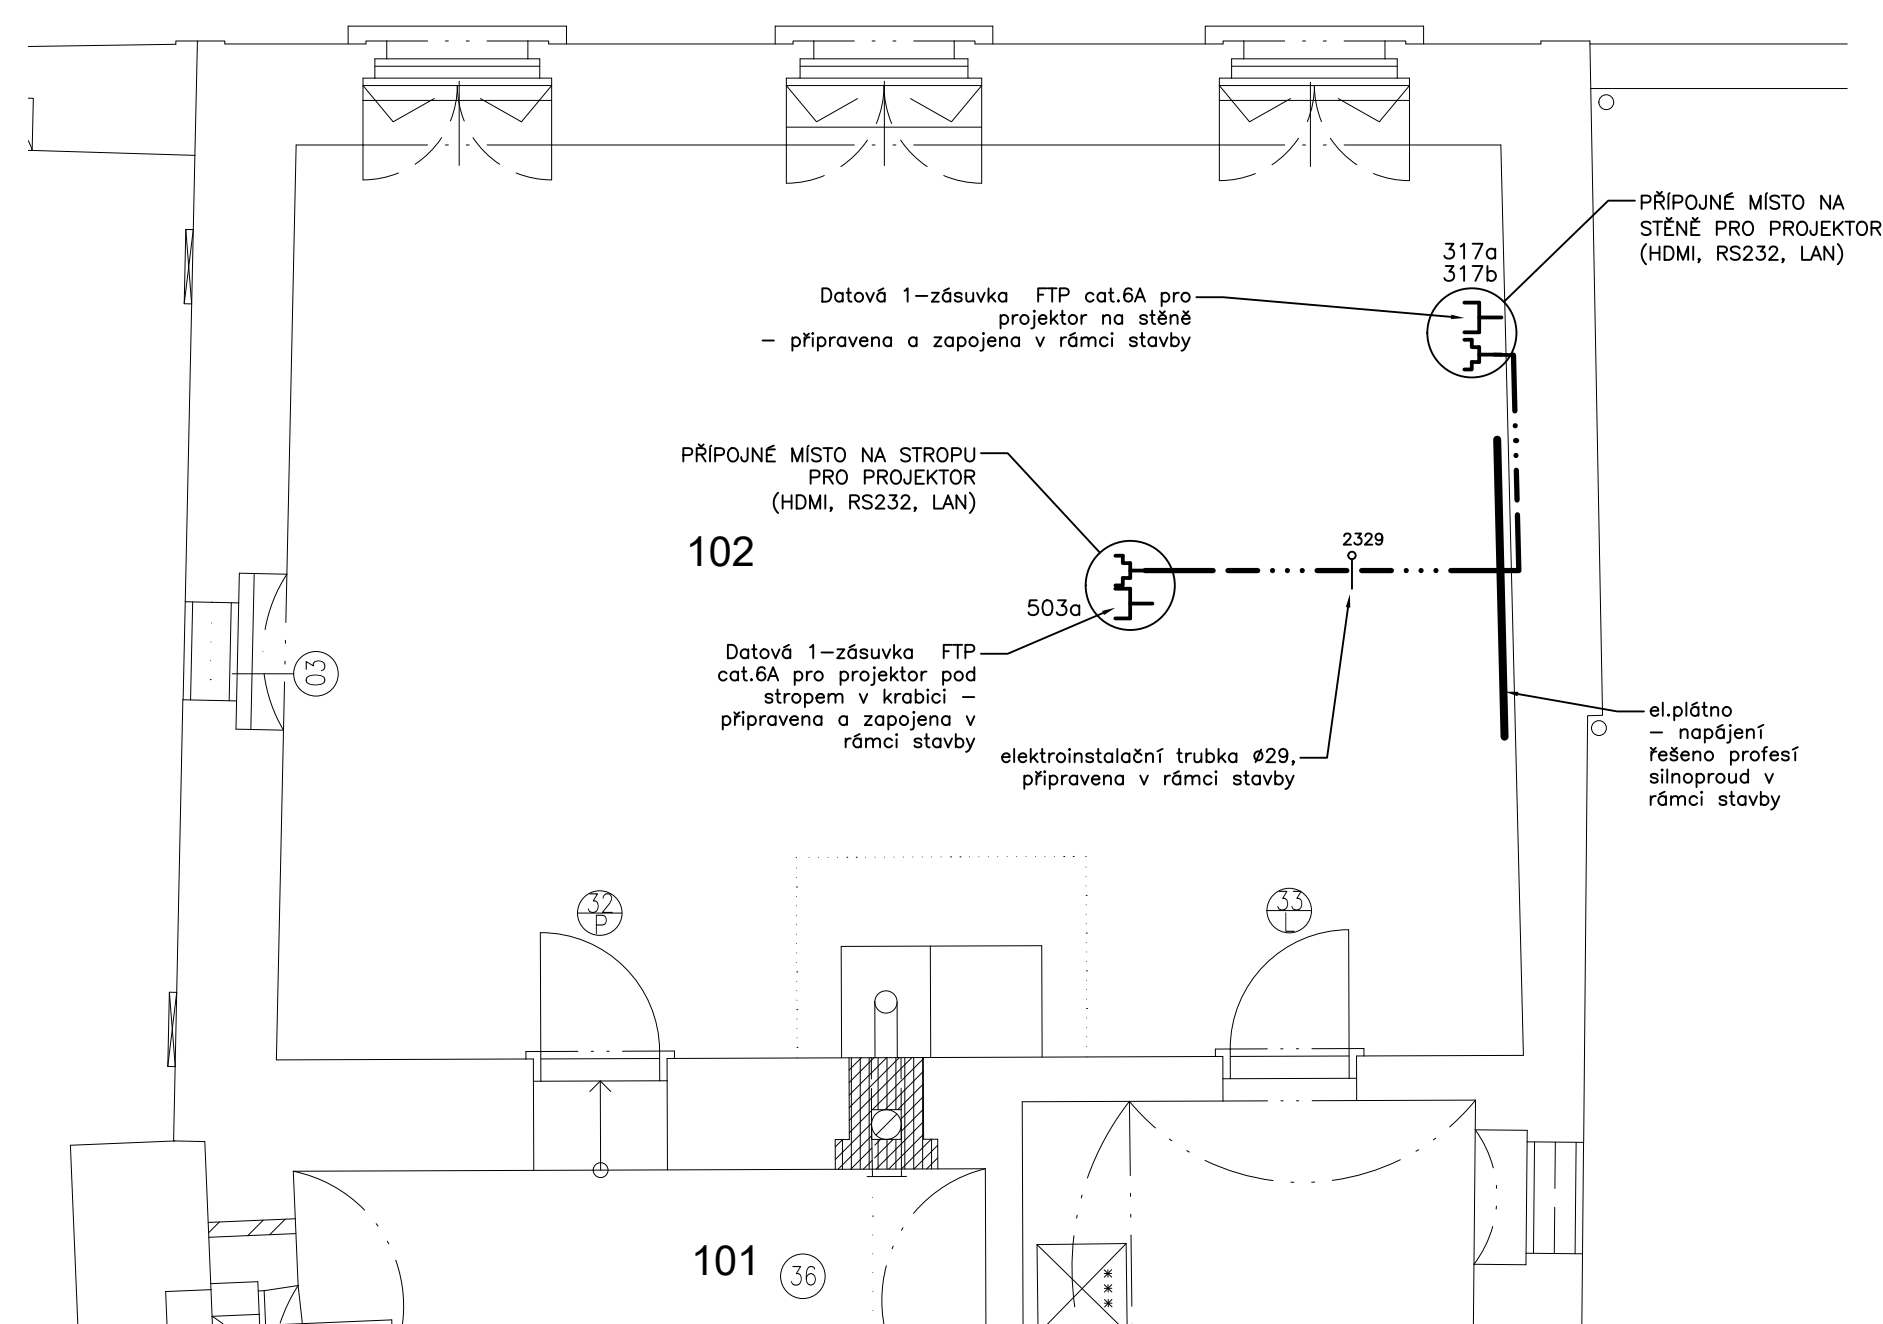 PŘÍPOJNÉ MÍSTO NA
STĚNĚ PRO PROJEKTOR
(HDMI, RS232, LAN)
317a
317b
Datová 1-zásuvka FTP cat.6A pro
projektor na stěně
- připravena a zapojena v rámci stavby
PŘÍPOJNÉ MÍSTO NA STROPU
PRO PROJEKTOR
(HDMI, RS232, LAN)
102
2329
503a
Datová 1-zásuvka FTP
cat.6A pro projektor pod
stropem v krabici -
připravena a zapojena v
rámci stavby
elektroinstalační trubka ø29,
připravena v rámci stavby
el.plátno
- napájení
řešeno profesí
silnoproud v
rámci stavby
03
32
P
33
L
101
36